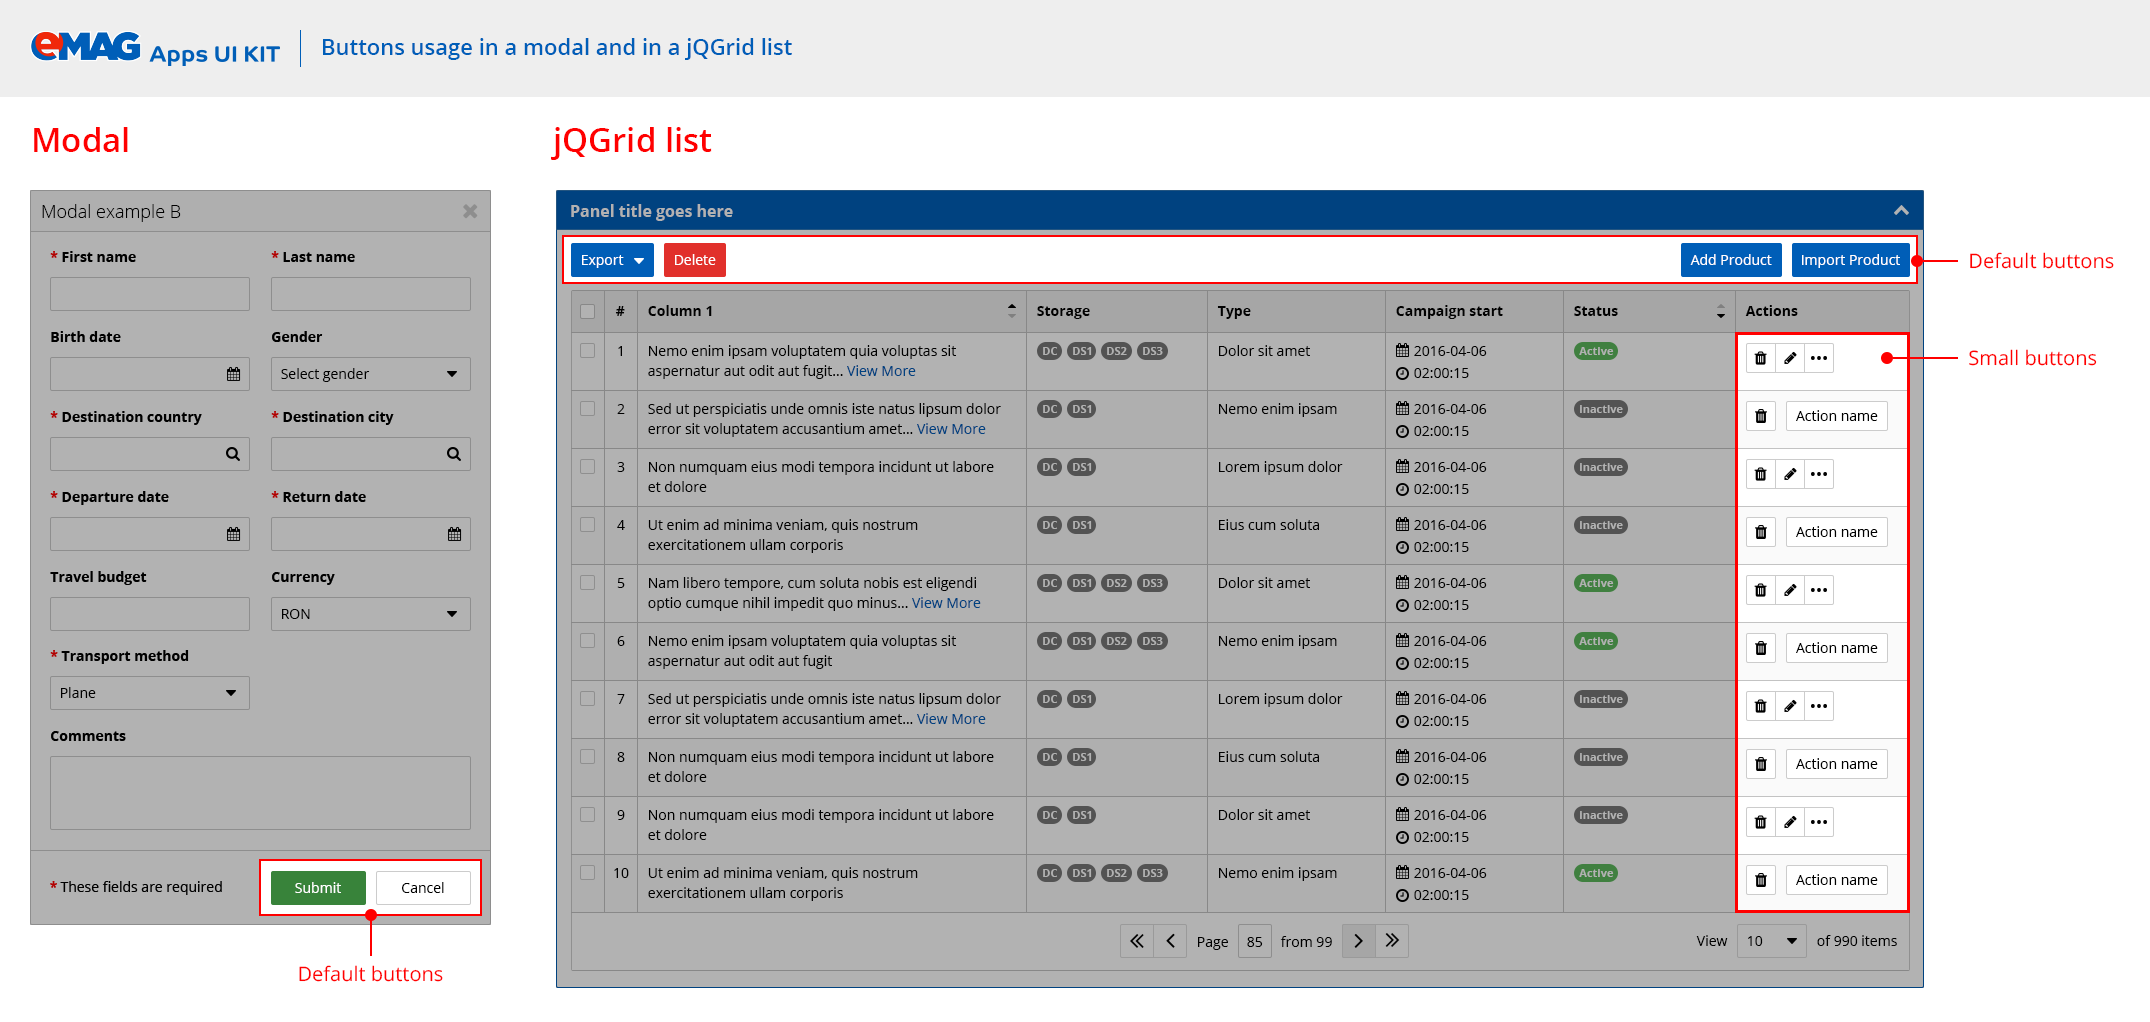 eMAG Apps UI KIT
Buttons usage in a modal and in a jQGrid list
Modal
jQGrid list
Modal example B
* First name
* Last name
Birth date
Gender
Select gender
* Destination country
* Destination city
* Departure date
* Return date
Travel budget
Currency
RON
* Transport method
Plane
Comments
* These fields are required
Submit
Cancel
Default buttons
Panel title goes here
Export
Delete
Add Product
Import Product
Default buttons
# Column 1 Storage Type Campaign start Status Actions
Small buttons
1 Nemo enim ipsam voluptatem quia voluptas sit DC DS1 DS2 DS3 Dolor sit amet 2016-04-06 Active
aspernatur aut odit aut fugit... View More 02:00:15
2 Sed ut perspiciatis unde omnis iste natus lipsum dolor DC DS1 Nemo enim ipsam 2016-04-06 Inactive Action name
error sit voluptatem accusantium amet... View More 02:00:15
3 Non numquam eius modi tempora incidunt ut labore DC DS1 Lorem ipsum dolor 2016-04-06 Inactive
et dolore 02:00:15
4 Ut enim ad minima veniam, quis nostrum DC DS1 Eius cum soluta 2016-04-06 Inactive Action name
exercitationem ullam corporis 02:00:15
5 Nam libero tempore, cum soluta nobis est eligendi DC DS1 DS2 DS3 Dolor sit amet 2016-04-06 Active
optio cumque nihil impedit quo minus... View More 02:00:15
6 Nemo enim ipsam voluptatem quia voluptas sit DC DS1 DS2 DS3 Nemo enim ipsam 2016-04-06 Active Action name
aspernatur aut odit aut fugit 02:00:15
7 Sed ut perspiciatis unde omnis iste natus lipsum dolor DC DS1 Lorem ipsum dolor 2016-04-06 Inactive
error sit voluptatem accusantium amet... View More 02:00:15
8 Non numquam eius modi tempora incidunt ut labore DC DS1 Eius cum soluta 2016-04-06 Inactive Action name
et dolore 02:00:15
9 Non numquam eius modi tempora incidunt ut labore DC DS1 Dolor sit amet 2016-04-06 Inactive
et dolore 02:00:15
10 Ut enim ad minima veniam, quis nostrum DC DS1 DS2 DS3 Nemo enim ipsam 2016-04-06 Active Action name
exercitationem ullam corporis 02:00:15
Page 85 from 99
View 10 of 990 items